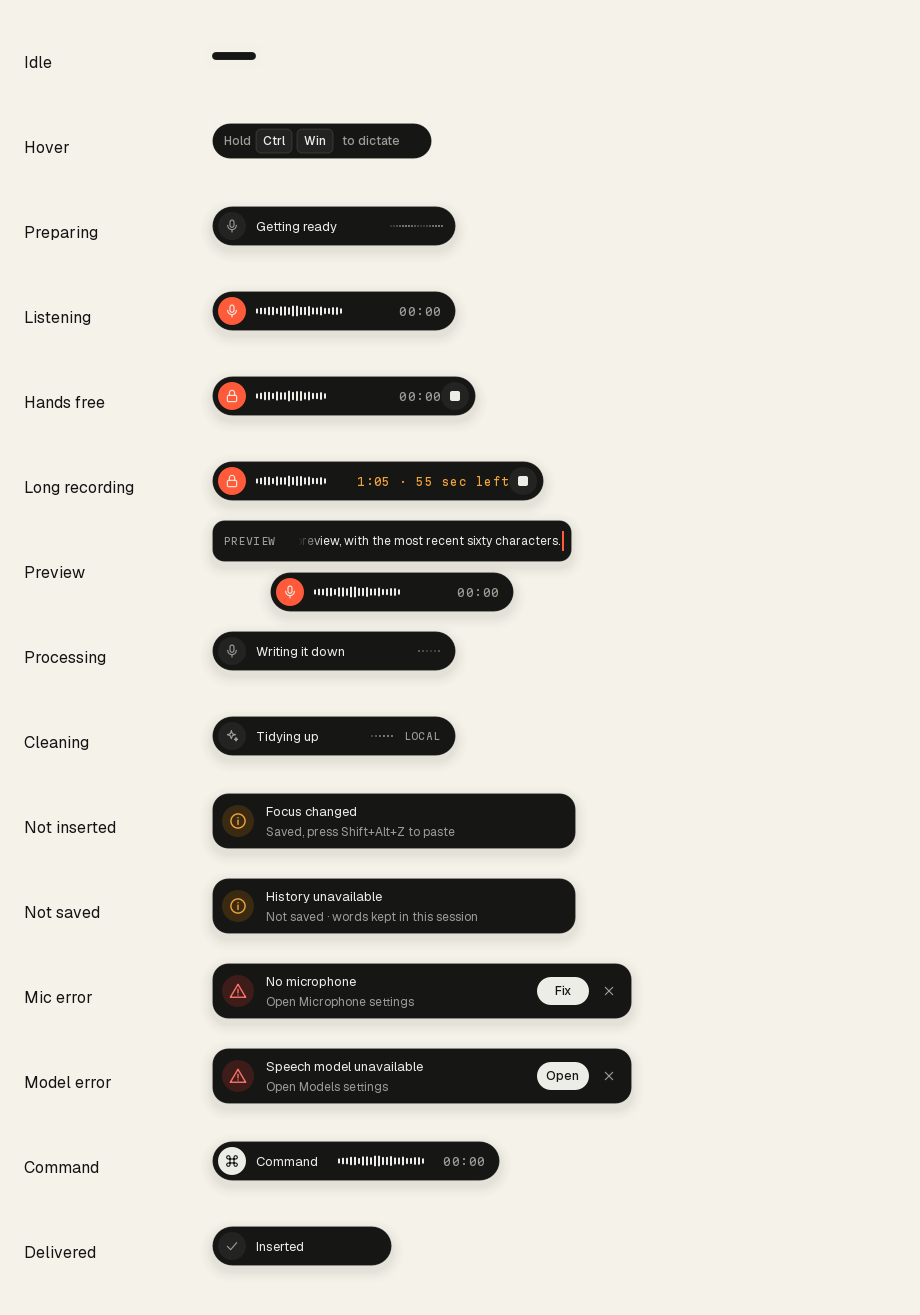 Idle
Hover
Hold Ctrl Win to dictate
Preparing
Getting ready
Listening
00:00
Hands free
00:00
Long recording
1:05 · 55 sec left
Preview
PREVIEW review, with the most recent sixty characters.
00:00
Processing
Writing it down
Cleaning
Tidying up LOCAL
Not inserted
Focus changed
Saved, press Shift+Alt+Z to paste
Not saved
History unavailable
Not saved · words kept in this session
Mic error
No microphone
Open Microphone settings
Fix
Model error
Speech model unavailable
Open Models settings
Open
Command
Command 00:00
Delivered
Inserted